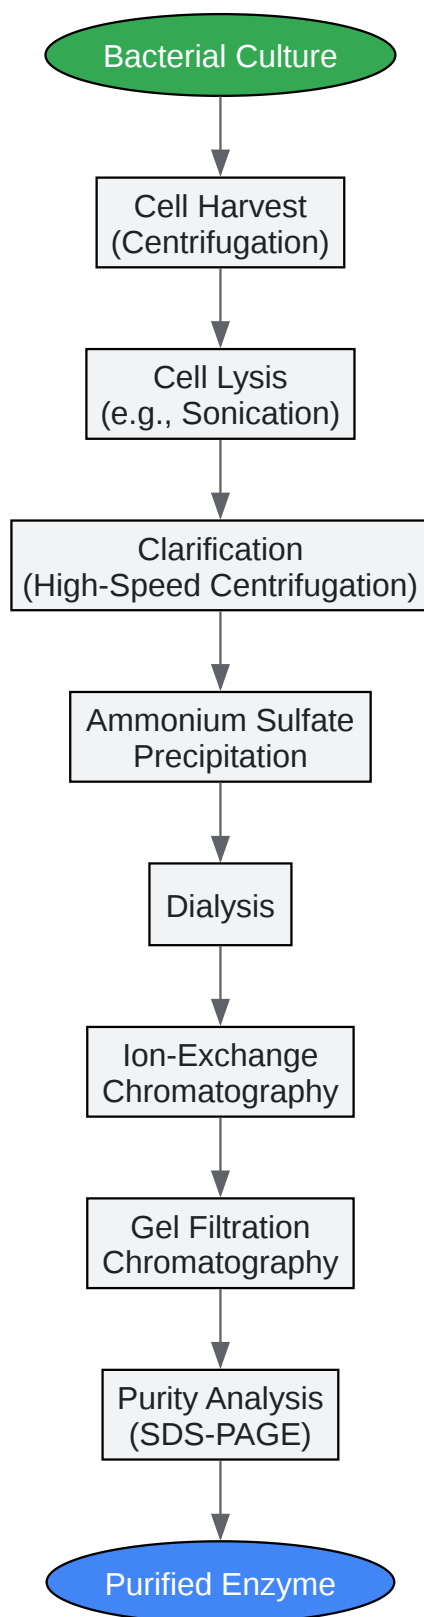 Bacterial Culture
Cell Harvest
(Centrifugation)
Cell Lysis
(e.g., Sonication)
Clarification
(High-Speed Centrifugation)
Ammonium Sulfate
Precipitation
Dialysis
Ion-Exchange
Chromatography
Gel Filtration
Chromatography
Purity Analysis
(SDS-PAGE)
Purified Enzyme